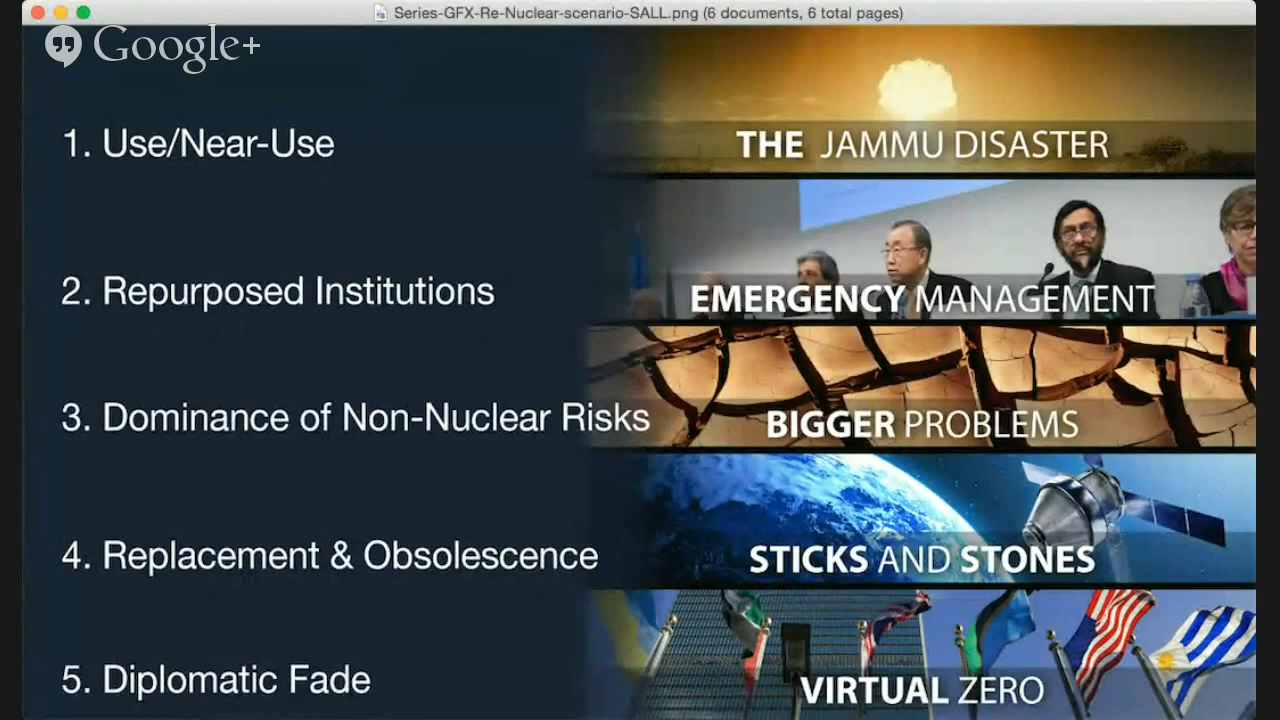 Series-GFX-Re-Nuclear-scenario-SALL.png (6 documents, 6 total pages)
Google+
1. Use/Near-Use
THE JAMMU DISASTER
2. Repurposed Institutions
EMERGENCY MANAGEMENT
3. Dominance of Non-Nuclear Risks
BIGGER PROBLEMS
4. Replacement & Obsolescence
STICKS AND STONES
5. Diplomatic Fade
VIRTUAL ZERO